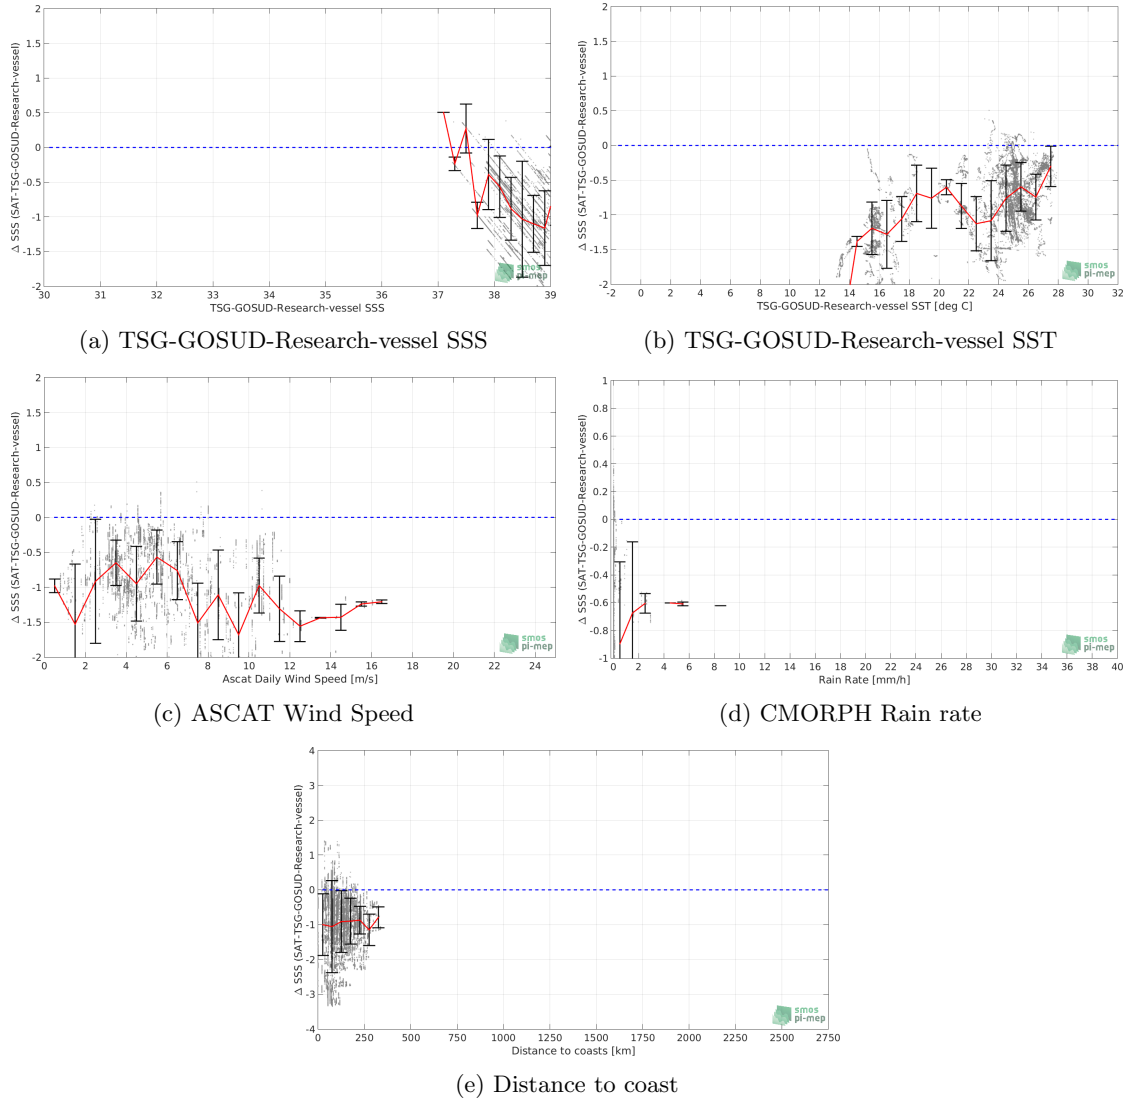 2
1.5
1
0.5
0
-0.5
-1
-1.5
-2
Δ SSS (SAT-TSG-GOSUD-Research-vessel)
30 31 32 33 34 35 36 37 38 39
TSG-GOSUD-Research-vessel SSS
smos
pi-mep
(a) TSG-GOSUD-Research-vessel SSS
2
1.5
1
0.5
0
-0.5
-1
-1.5
-2
Δ SSS (SAT-TSG-GOSUD-Research-vessel)
-2 0 2 4 6 8 10 12 14 16 18 20 22 24 26 28 30 32
TSG-GOSUD-Research-vessel SST [deg C]
smos
pi-mep
(b) TSG-GOSUD-Research-vessel SST
2
1.5
1
0.5
0
-0.5
-1
-1.5
-2
Δ SSS (SAT-TSG-GOSUD-Research-vessel)
0 2 4 6 8 10 12 14 16 18 20 22 24
Ascat Daily Wind Speed [m/s]
smos
pi-mep
(c) ASCAT Wind Speed
1
0.8
0.6
0.4
0.2
0
-0.2
-0.4
-0.6
-0.8
-1
Δ SSS (SAT-TSG-GOSUD-Research-vessel)
0 2 4 6 8 10 12 14 16 18 20 22 24 26 28 30 32 34 36 38 40
Rain Rate [mm/h]
smos
pi-mep
(d) CMORPH Rain rate
4
3
2
1
0
-1
-2
-3
-4
Δ SSS (SAT-TSG-GOSUD-Research-vessel)
0 250 500 750 1000 1250 1500 1750 2000 2250 2500 2750
Distance to coasts [km]
smos
pi-mep
(e) Distance to coast